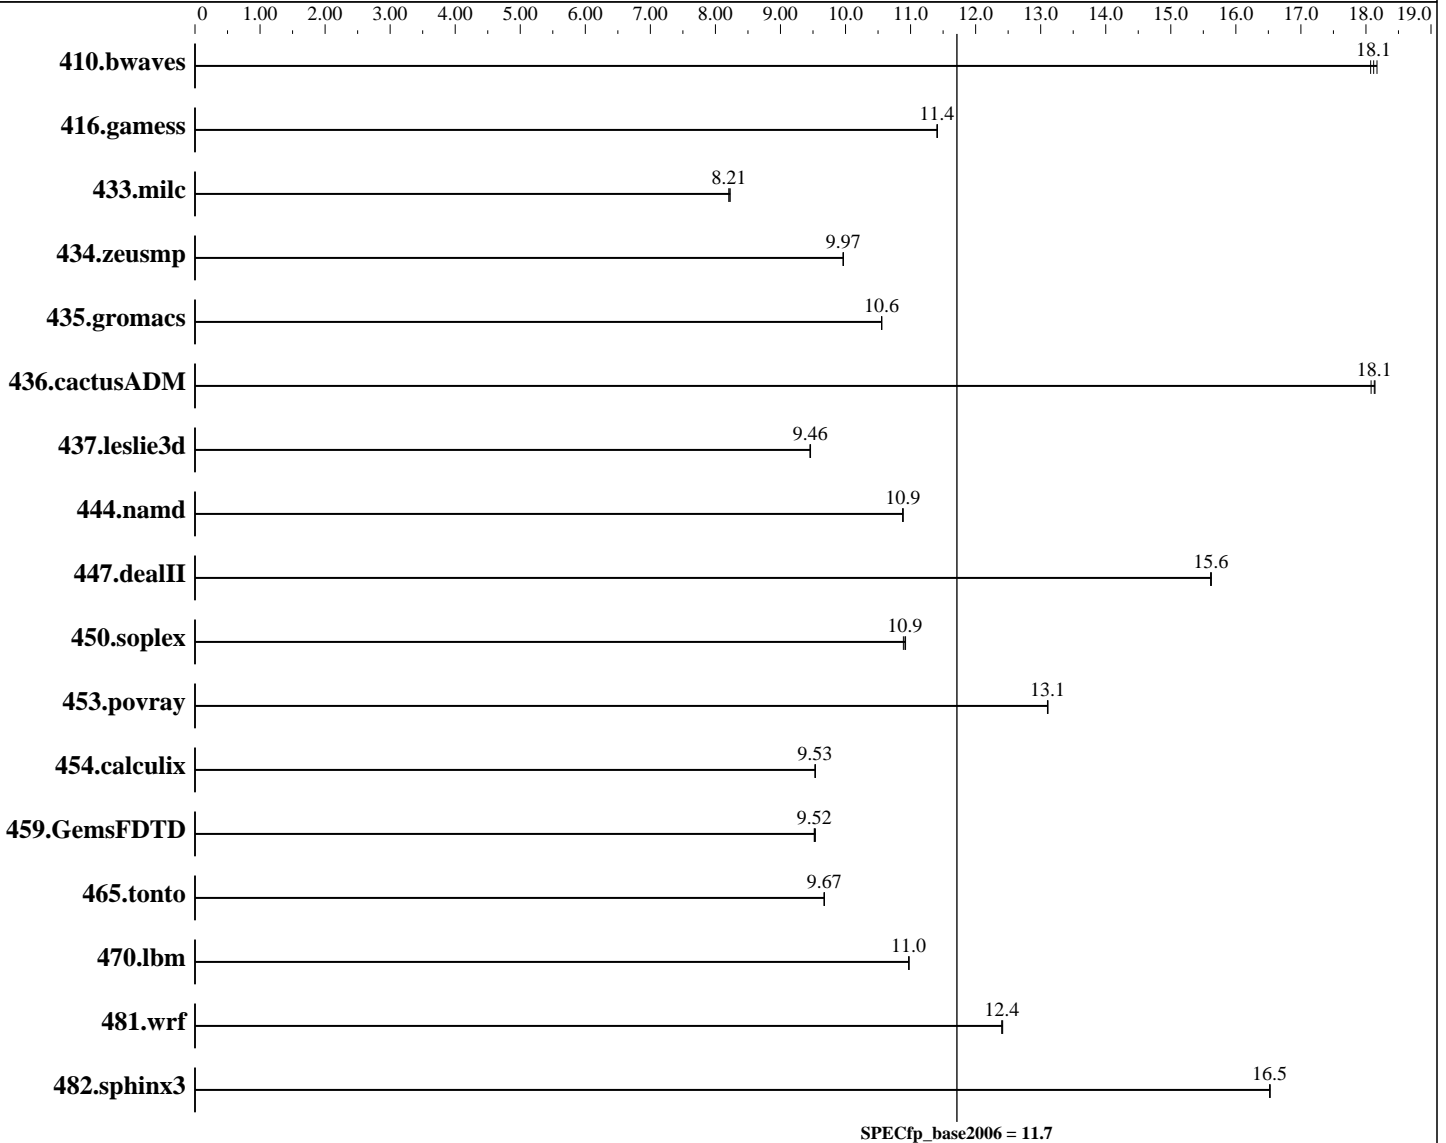 0 1.00 2.00 3.00 4.00 5.00 6.00 7.00 8.00 9.00 10.0 11.0 12.0 13.0 14.0 15.0 16.0 17.0 18.0 19.0
410.bwaves 18.1
416.gamess 11.4
433.milc 8.21
434.zeusmp 9.97
435.gromacs 10.6
436.cactusADM 18.1
437.leslie3d 9.46
444.namd 10.9
447.dealII 15.6
450.soplex 10.9
453.povray 13.1
454.calculix 9.53
459.GemsFDTD 9.52
465.tonto 9.67
470.lbm 11.0
481.wrf 12.4
482.sphinx3 16.5
SPECfp_base2006 = 11.7